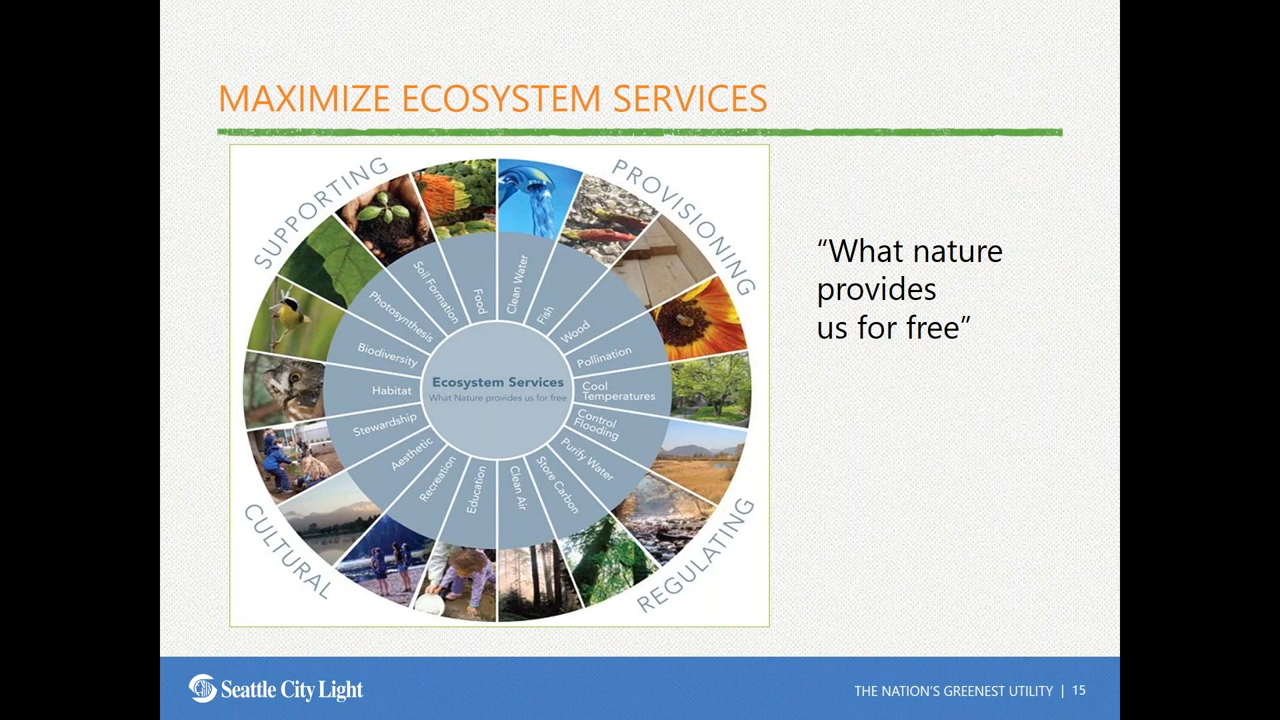 MAXIMIZE ECOSYSTEM SERVICES
SUPPORTING
PROVISIONING
CULTURAL
REGULATING
Food
Clean Water
Fish
Wood
Pollination
Cool
Temperatures
Control
Flooding
Purify Water
Store Carbon
Clean Air
Education
Recreation
Aesthetic
Stewardship
Habitat
Biodiversity
Photosynthesis
Soil Formation
Ecosystem Services
What Nature provides us for free
“What nature
provides
us for free”
Seattle City Light
THE NATION’S GREENEST UTILITY | 15